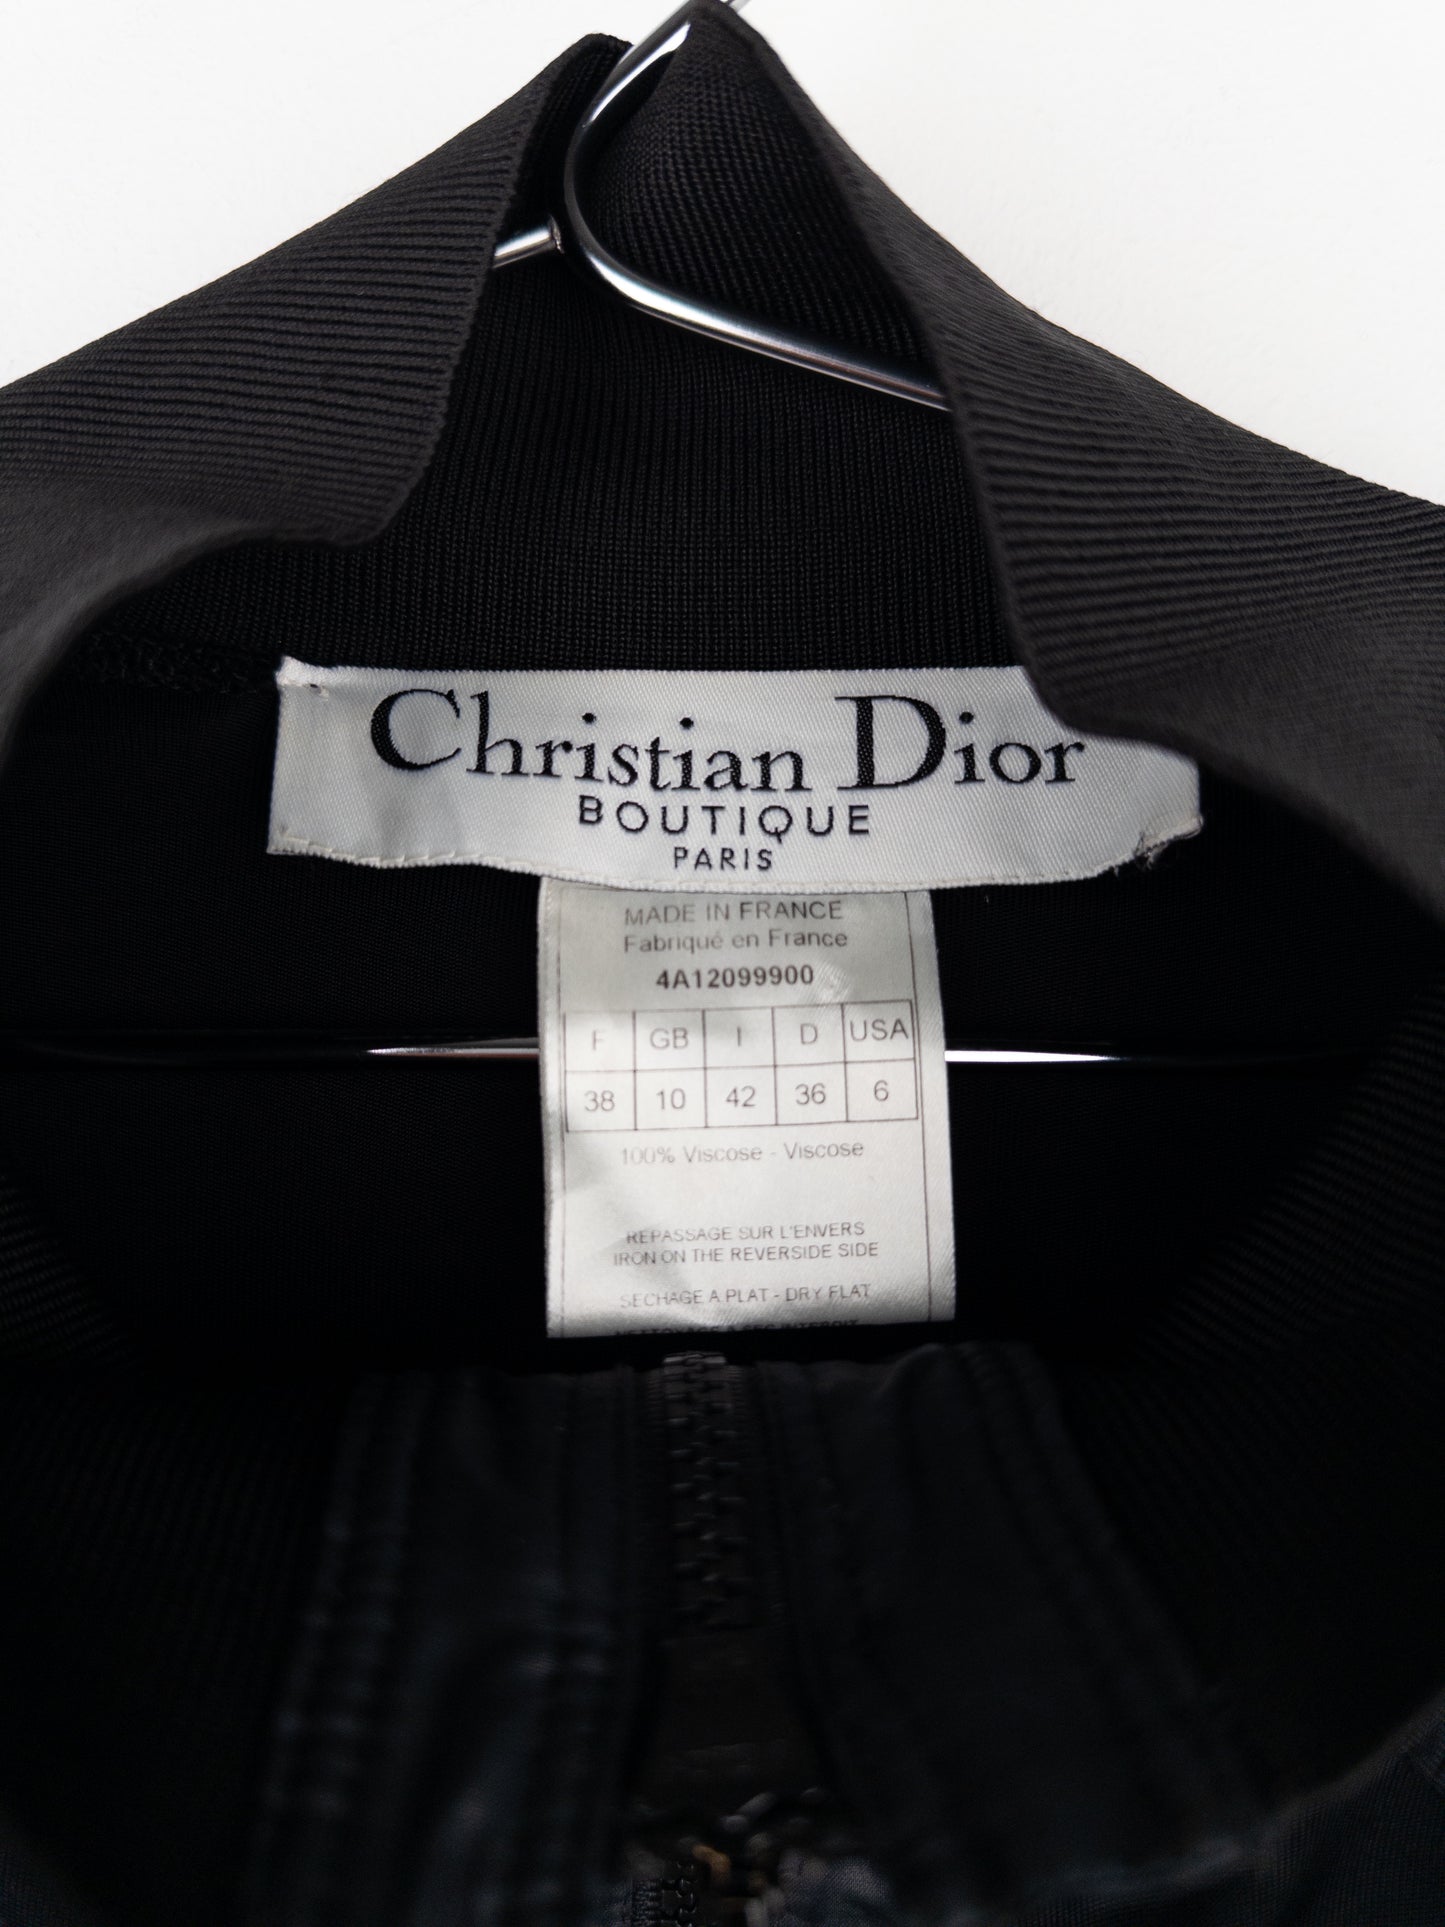 Christian Dior
BOUTIQUE
PARIS
MADE IN FRANCE
Fabriqué en France
4A12099900
F GB I D USA
38 10 42 36 6
100% Viscose - Viscose
REPASSAGE SUR L'ENVERS
IRON ON THE REVERSIDE SIDE
SECHAGE A PLAT - DRY FLAT